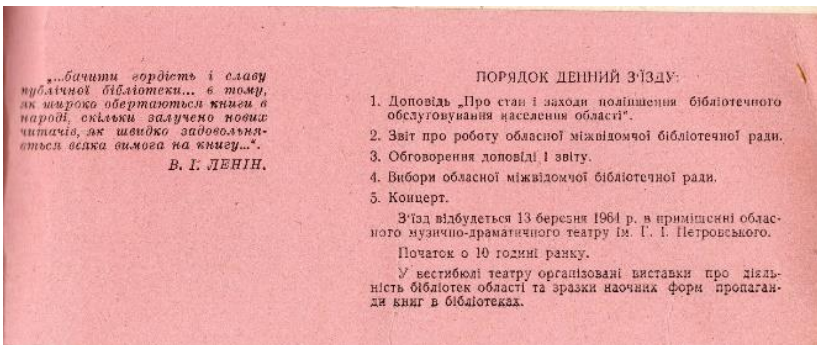 „...бачити гордість і славу
публічної бібліотеки... в тому,
як широко обертаються книги в
народі, скільки залучено нових
читачів, як швидко задовольня-
ється всяка вимога на книгу...“.
В. І. ЛЕНІН.
ПОРЯДОК ДЕННИЙ З'ЇЗДУ:
1. Доповідь „Про стан і заходи поліпшення бібліотечного
обслуговування населення області“.
2. Звіт про роботу обласної міжвідомчої бібліотечної ради.
3. Обговорення доповіді і звіту.
4. Вибори обласної міжвідомчої бібліотечної ради.
5. Концерт.
З'їзд відбудеться 13 березня 1964 р. в приміщенні облас-
ного музично-драматичного театру ім. Г. І. Петровського.
Початок о 10 годині ранку.
У вестибюлі театру організовані виставки про діяль-
ність бібліотек області та зразки наочних форм пропаган-
ди книг в бібліотеках.